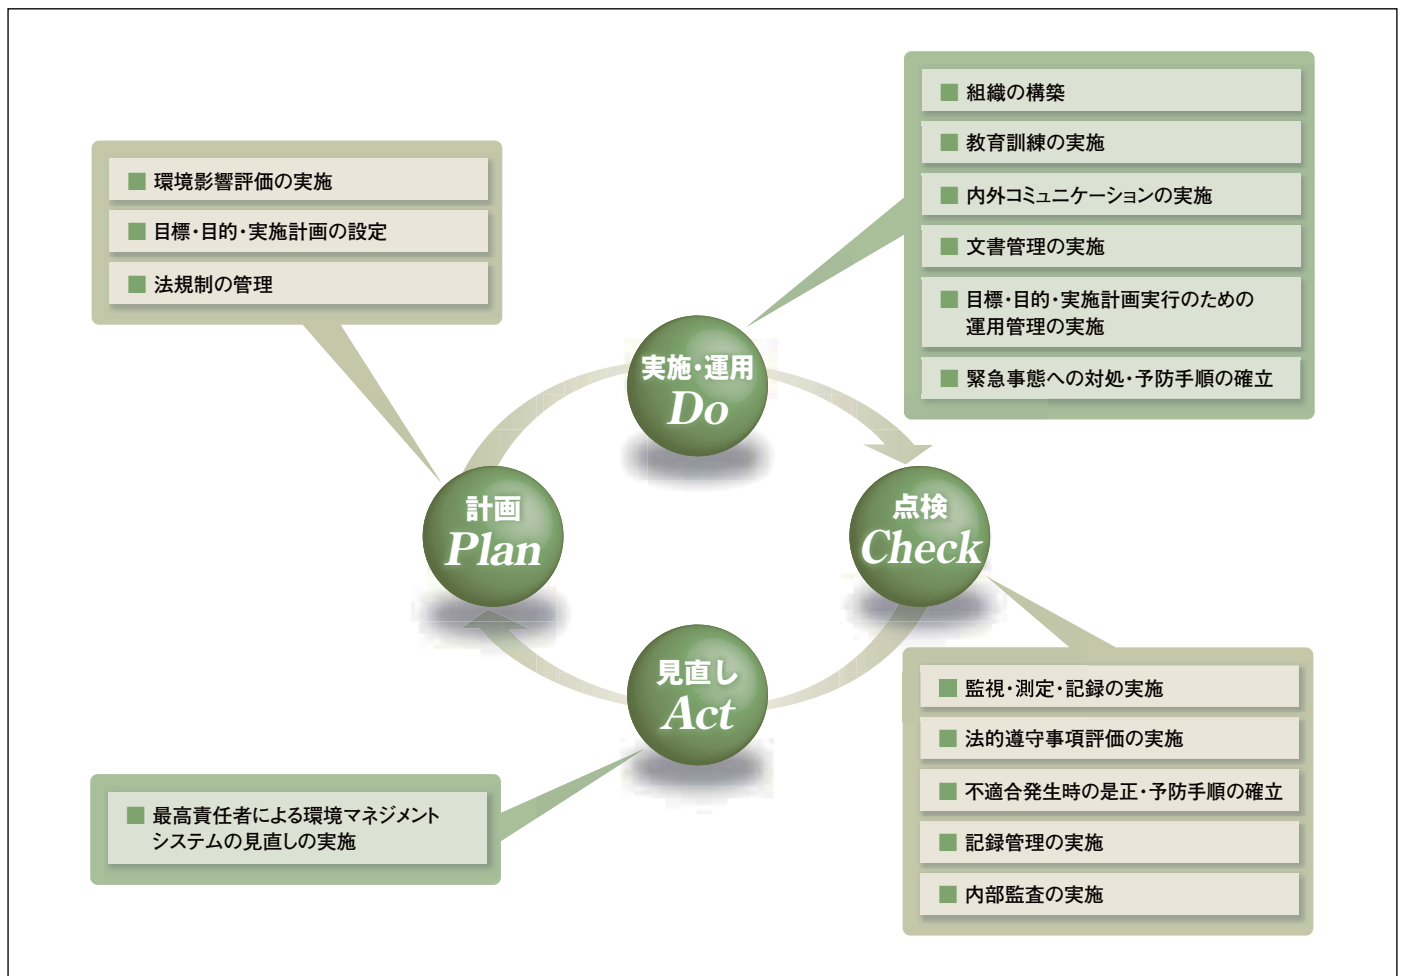 環境影響評価の実施
目標・目的・実施計画の設定
法規制の管理
組織の構築
教育訓練の実施
内外コミュニケーションの実施
文書管理の実施
目標・目的・実施計画実行のための
運用管理の実施
緊急事態への対処・予防手順の確立
実施・運用
Do
計画
Plan
点検
Check
見直し
Act
監視・測定・記録の実施
法的遵守事項評価の実施
不適合発生時の是正・予防手順の確立
記録管理の実施
内部監査の実施
最高責任者による環境マネジメント
システムの見直しの実施